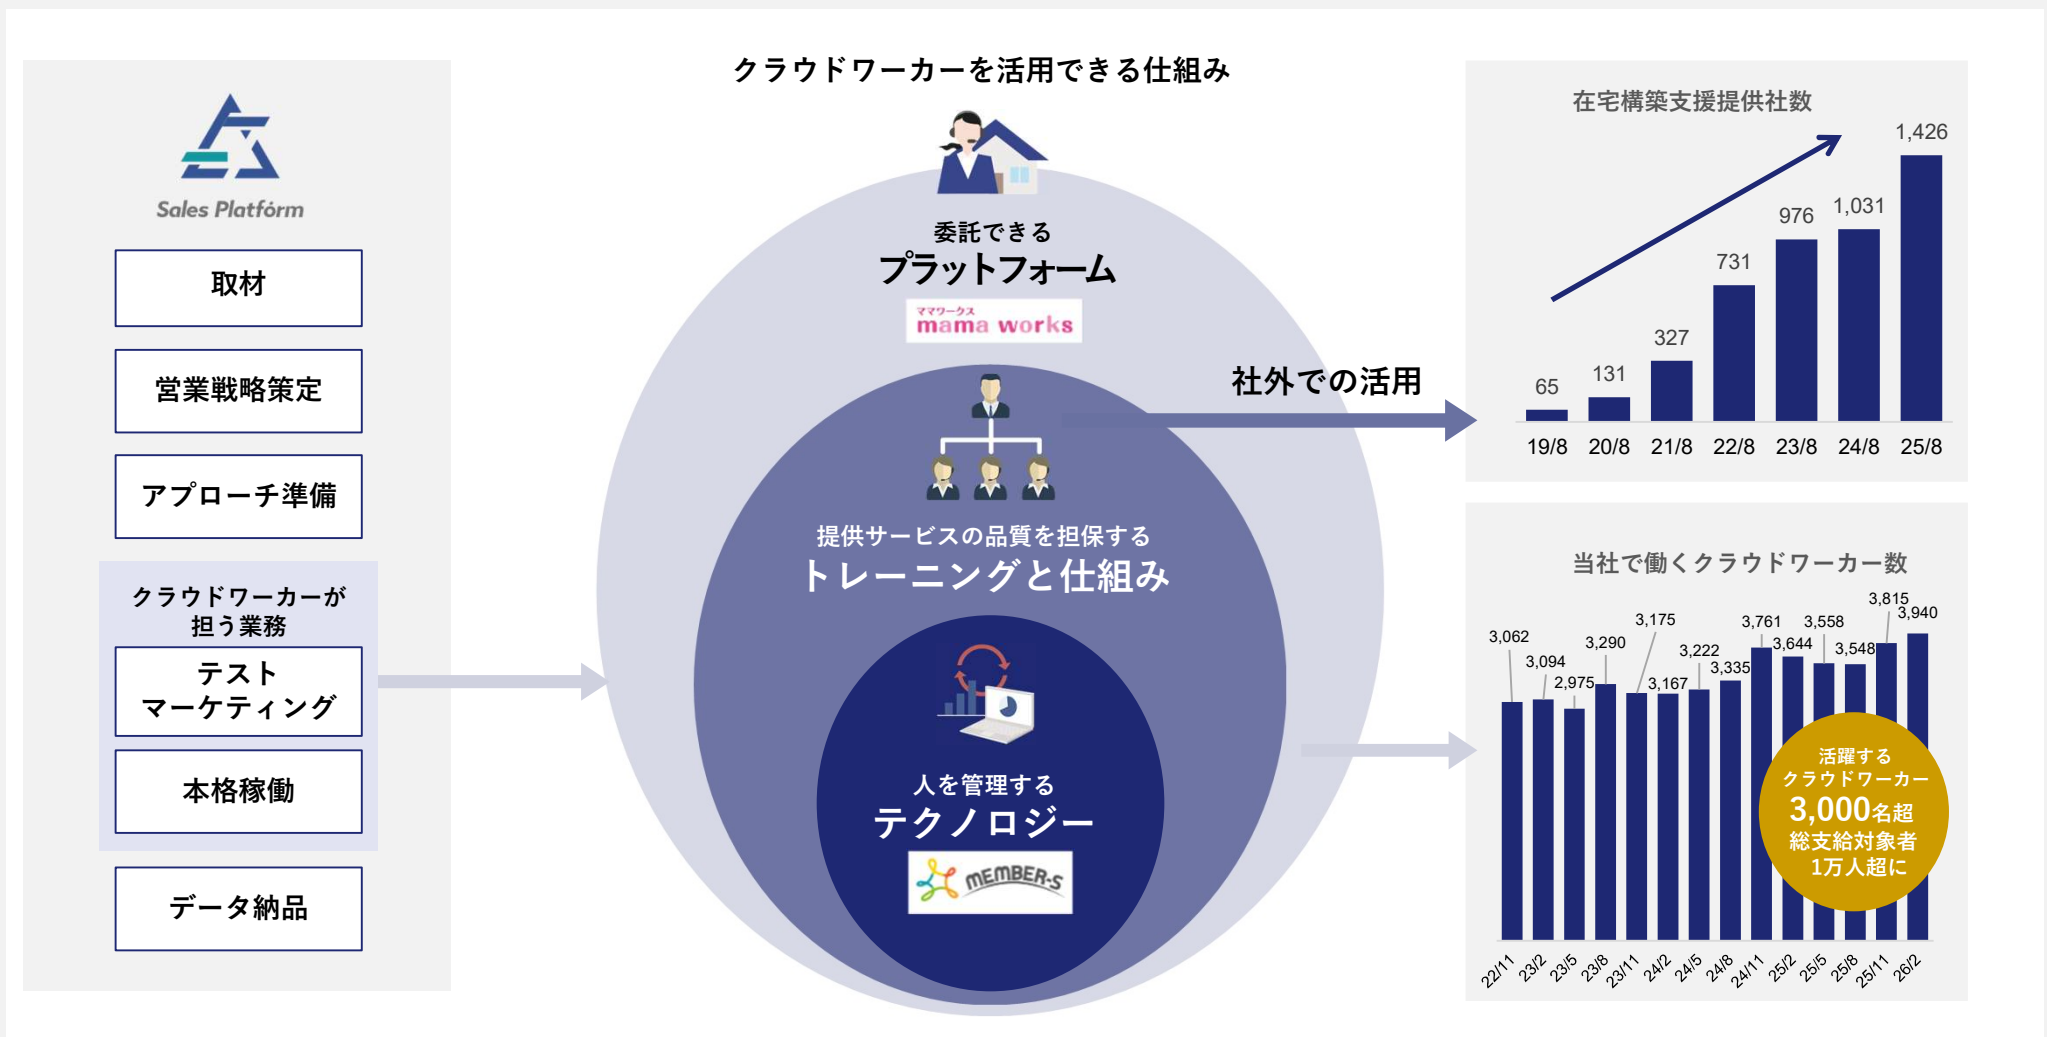 Sales Platform
取材
営業戦略策定
アプローチ準備
クラウドワーカーが
担う業務
テスト
マーケティング
本格稼働
データ納品
クラウドワーカーを活用できる仕組み
委託できる
プラットフォーム
ママワークス
mama works
提供サービスの品質を担保する
トレーニングと仕組み
人を管理する
テクノロジー
MEMBER-S
社外での活用
在宅構築支援提供社数
65
131
327
731
976
1,031
1,426
19/8 20/8 21/8 22/8 23/8 24/8 25/8
当社で働くクラウドワーカー数
3,062
3,094
2,975
3,290
3,175
3,167
3,222
3,335
3,761
3,644
3,558
3,548
3,815
3,940
活躍する
クラウドワーカー
3,000名超
総支給対象者
1万人超に
22/11 23/2 23/5 23/8 23/11 24/2 24/5 24/8 24/11 25/2 25/5 25/8 25/11 26/2